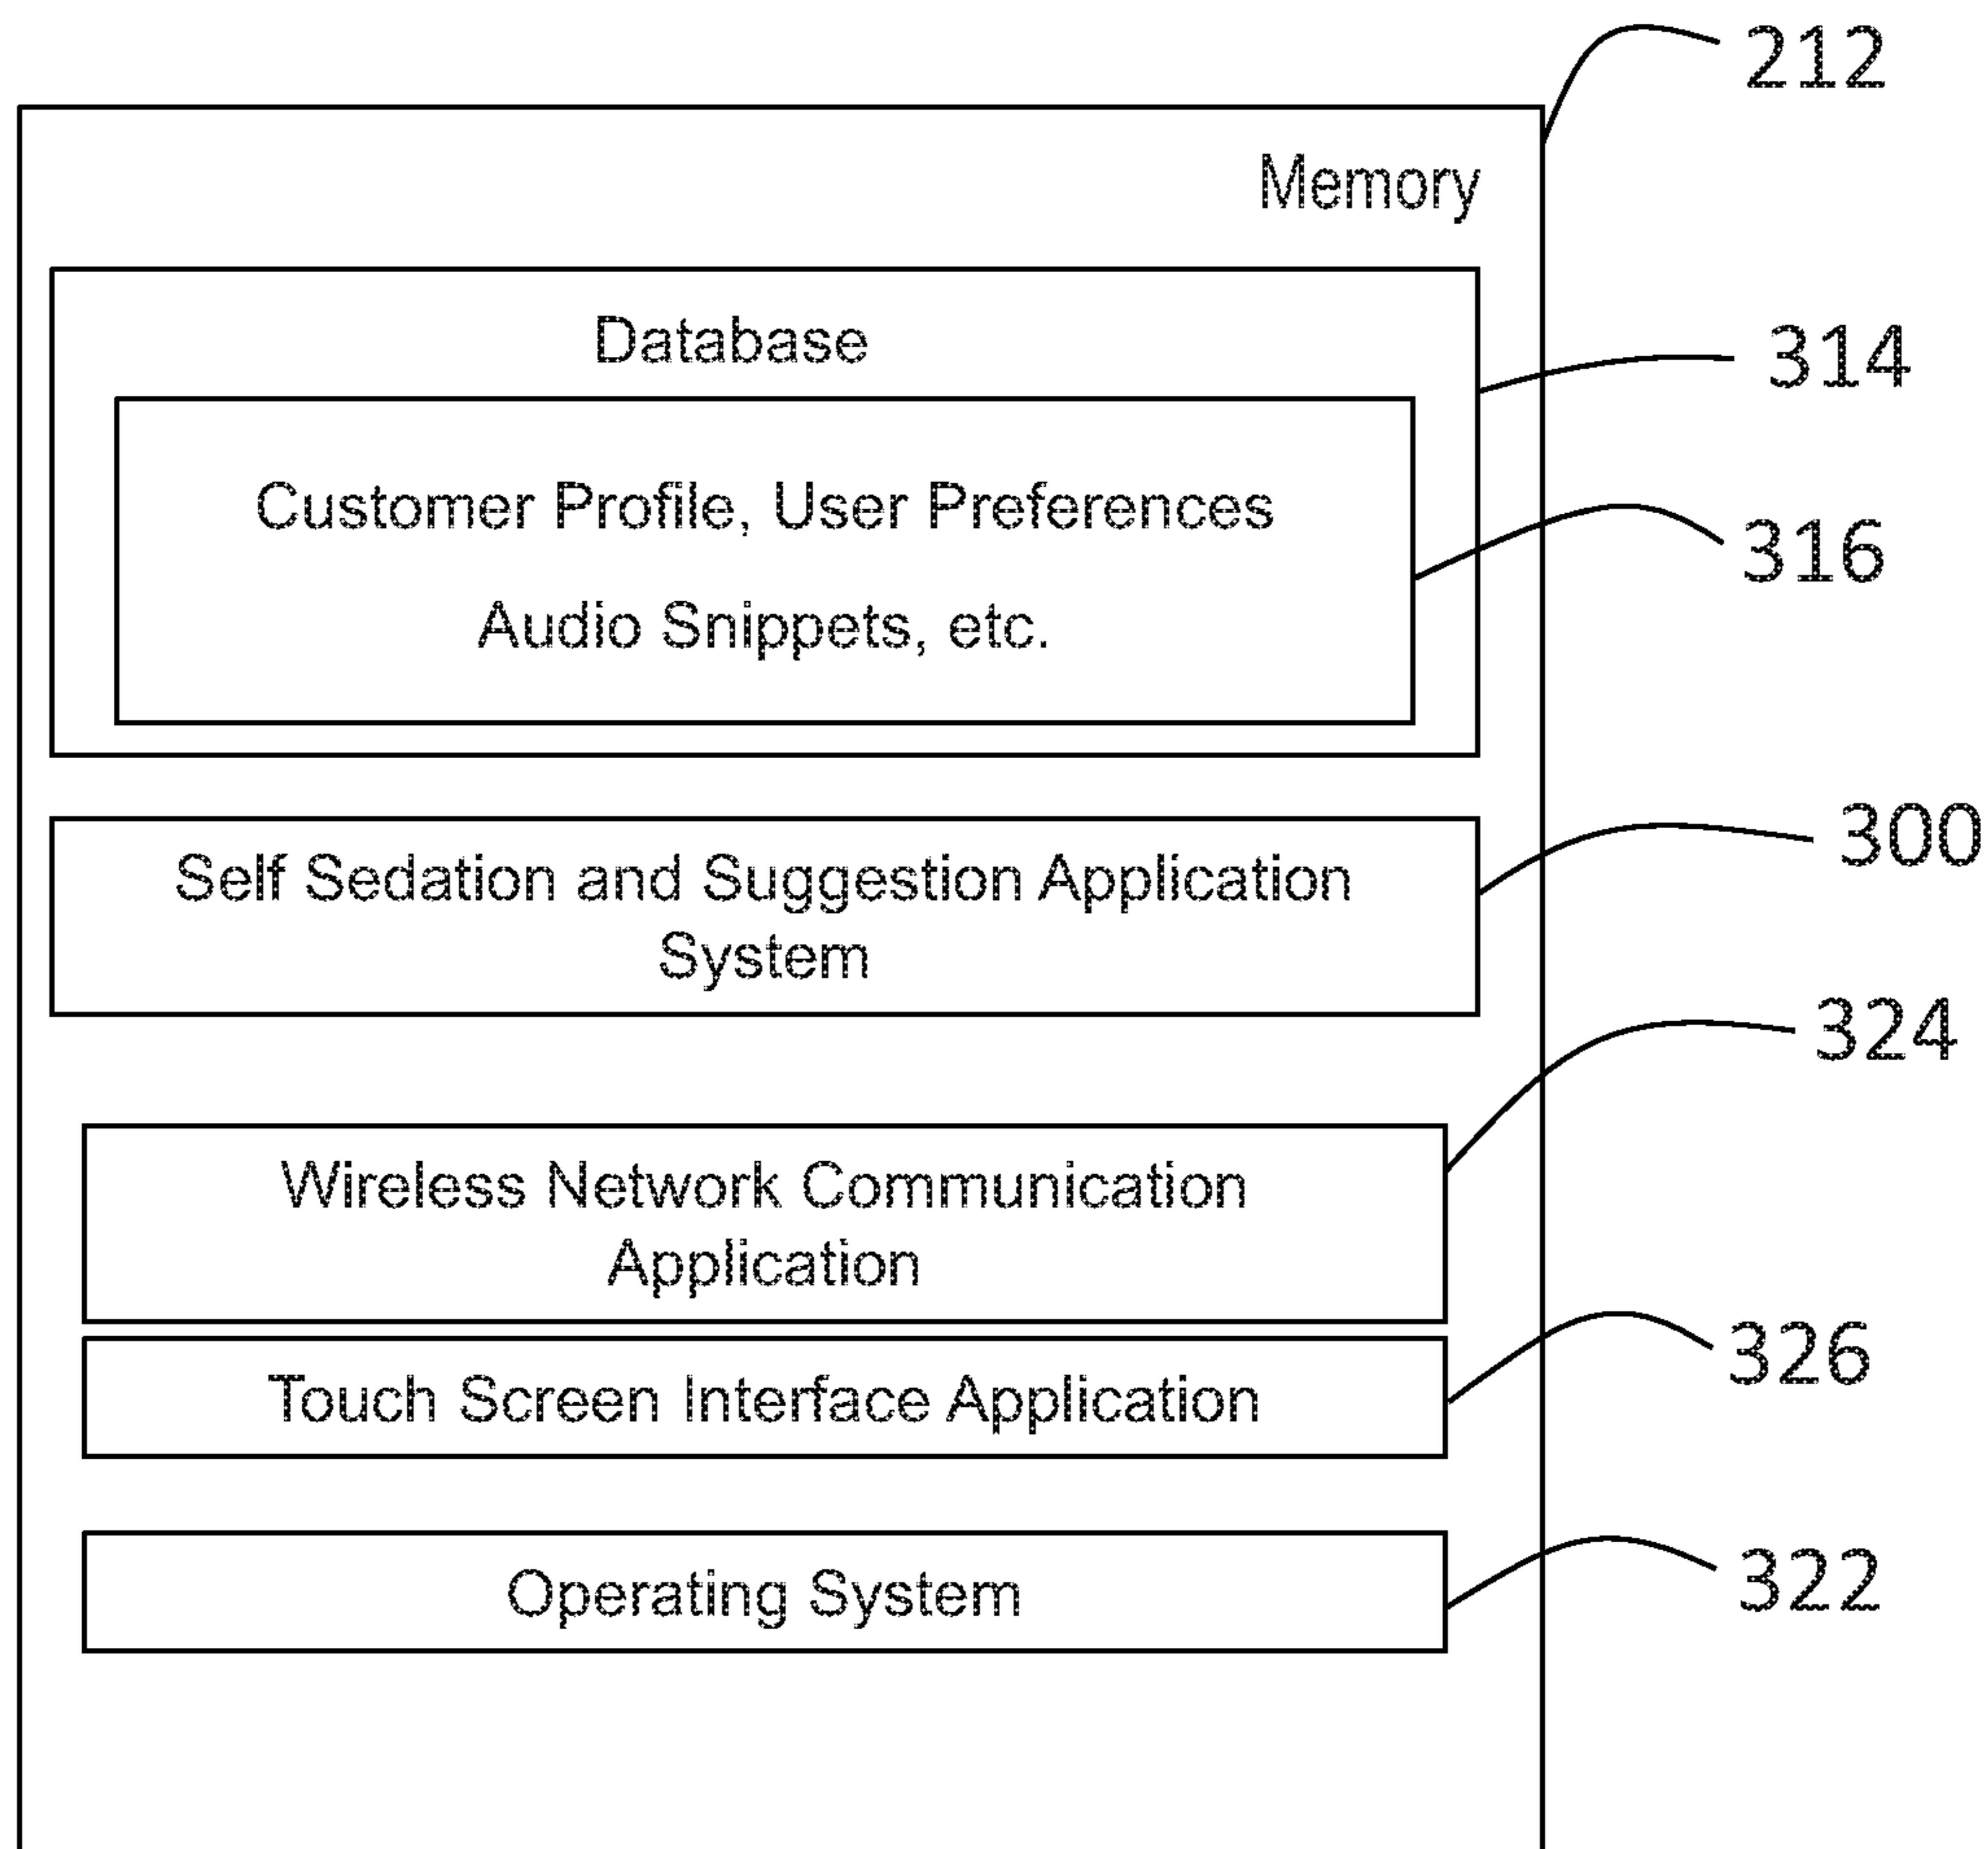 212
Memory
Database
314
Customer Profile, User Preferences
316
Audio Snippets, etc.
300
Self Sedation and Suggestion Application
System
324
Wireless Network Communication
Application
326
Touch Screen Interface Application
322
Operating System